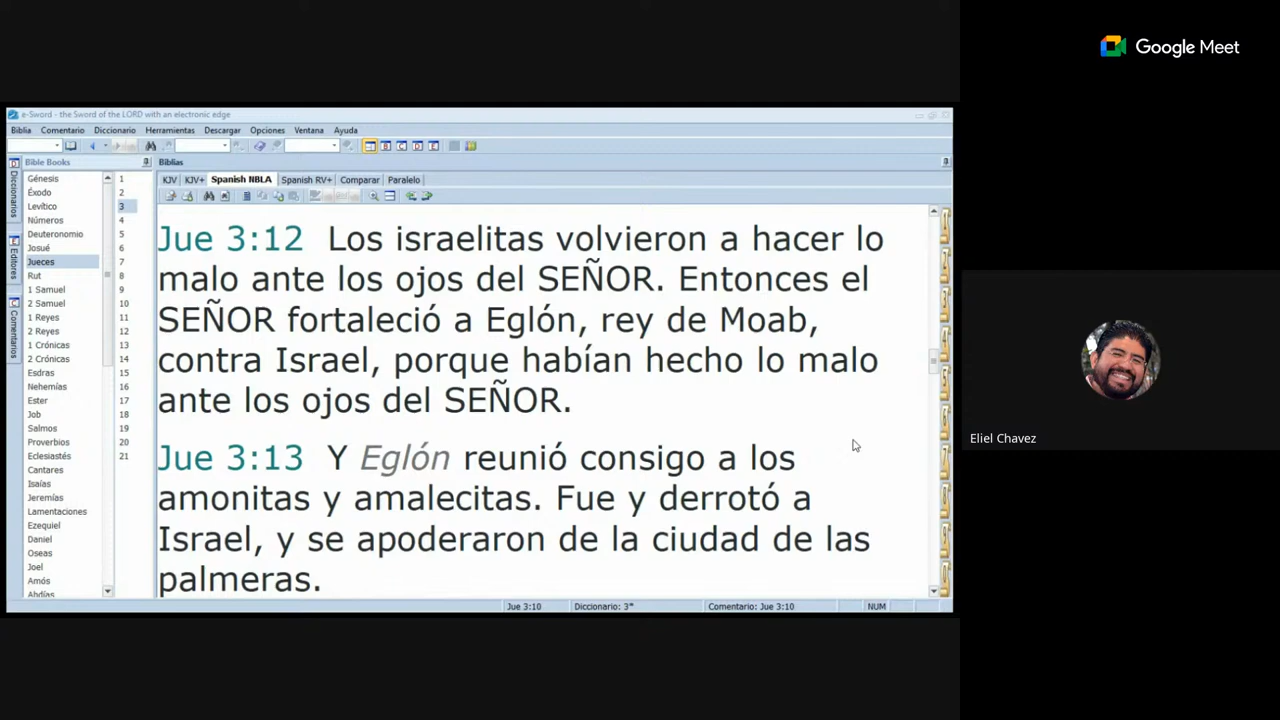 Google Meet
e-Sword - the Sword of the LORD with an electronic edge
Biblia Comentario Diccionario Herramientas Descargar Opciones Ventana Ayuda
Bible Books
Biblias
KJV KJV+ Spanish NBLA Spanish RV+ Comparar Paralelo
Diccionarios
Editores
Comentarios
Génesis 1
Éxodo 2
Levítico 3
Números 4
Deuteronomio 5
Josué 6
Jueces 7
Rut 8
1 Samuel 9
2 Samuel 10
1 Reyes 11
2 Reyes 12
1 Crónicas 13
2 Crónicas 14
Esdras 15
Nehemías 16
Ester 17
Job 18
Salmos 19
Proverbios 20
Eclesiastés 21
Cantares
Isaías
Jeremías
Lamentaciones
Ezequiel
Daniel
Oseas
Joel
Amós
Abdías
Jue 3:12 Los israelitas volvieron a hacer lo
malo ante los ojos del SEÑOR. Entonces el
SEÑOR fortaleció a Eglón, rey de Moab,
contra Israel, porque habían hecho lo malo
ante los ojos del SEÑOR.
Jue 3:13 Y Eglón reunió consigo a los
amonitas y amalecitas. Fue y derrotó a
Israel, y se apoderaron de la ciudad de las
palmeras.
Jue 3:10 Diccionario: 3* Comentario: Jue 3:10 NUM
Eliel Chavez